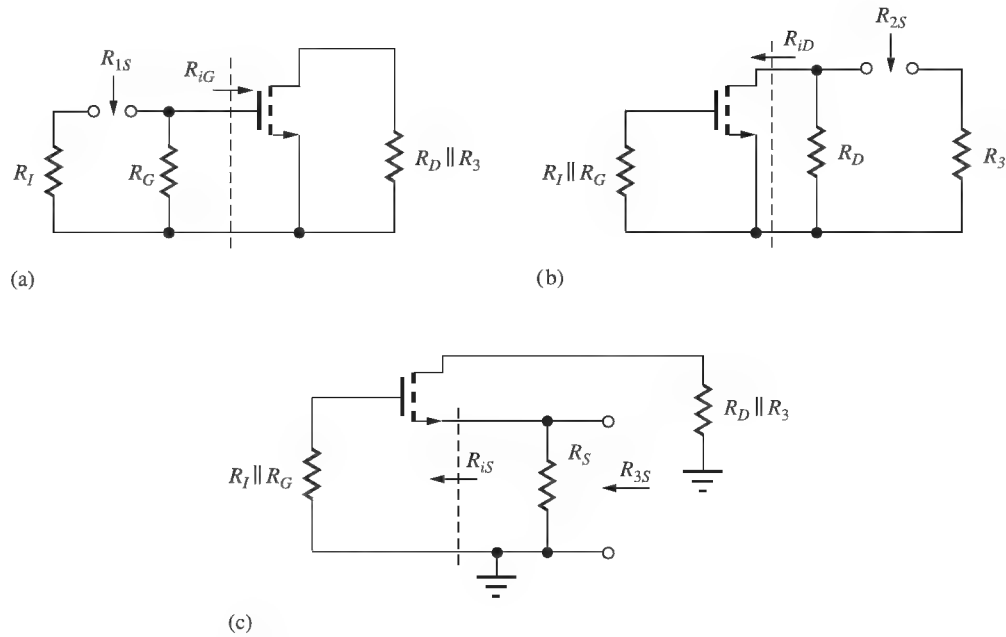 R_{1S}
R_{iG}
R_I
R_G
R_D || R_3
(a)
R_{iD}
R_{2S}
R_I || R_G
R_D
R_3
(b)
R_I || R_G
R_{iS}
R_S
R_{3S}
R_D || R_3
(c)